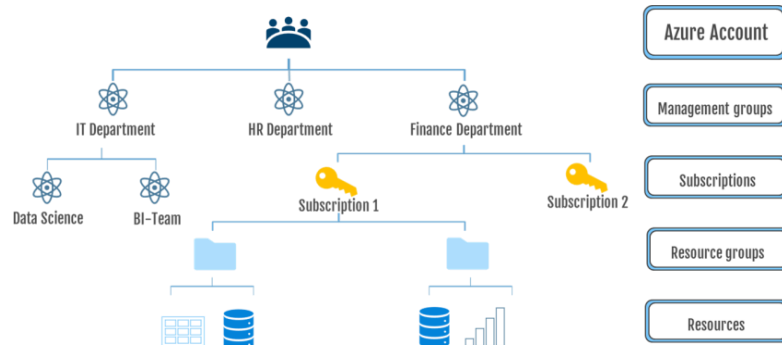 Azure Account
IT Department
HR Department
Finance Department
Management groups
Data Science
BI-Team
Subscription 1
Subscription 2
Subscriptions
Resource groups
Resources